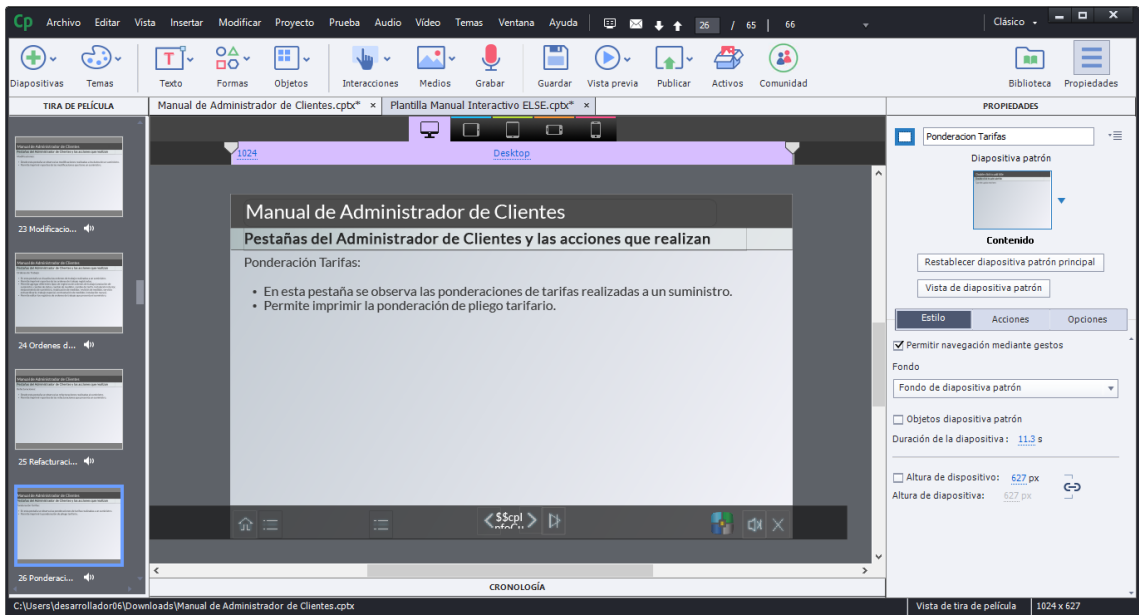 Cp Archivo Editar Vista Insertar Modificar Proyecto Prueba Audio Vídeo Temas Ventana Ayuda 26 / 65 66 Clásico
Diapositivas Temas Texto Formas Objetos Interacciones Medios Grabar Guardar Vista previa Publicar Activos Comunidad Biblioteca Propiedades
TIRA DE PELÍCULA
Manual de Administrador de Clientes.cptx* × Plantilla Manual Interactivo ELSE.cptx* ×
PROPIEDADES
23 Modificacio...
24 Ordenes d...
25 Refacturaci...
26 Ponderaci...
1024 Desktop
Manual de Administrador de Clientes
Pestañas del Administrador de Clientes y las acciones que realizan
Ponderación Tarifas:
• En esta pestaña se observa las ponderaciones de tarifas realizadas a un suministro.
• Permite imprimir la ponderación de pliego tarifario.
$$cpI
nfoCu
CRONOLOGÍA
Ponderacion Tarifas
Diapositiva patrón
Contenido
Restablecer diapositiva patrón principal
Vista de diapositiva patrón
Estilo Acciones Opciones
Permitir navegación mediante gestos
Fondo
Fondo de diapositiva patrón
Objetos diapositiva patrón
Duración de la diapositiva: 11.3 s
Altura de dispositivo: 627 px
Altura de diapositiva: 627 px
C:\Users\desarrollador06\Downloads\Manual de Administrador de Clientes.cptx
Vista de tira de película 1024 x 627